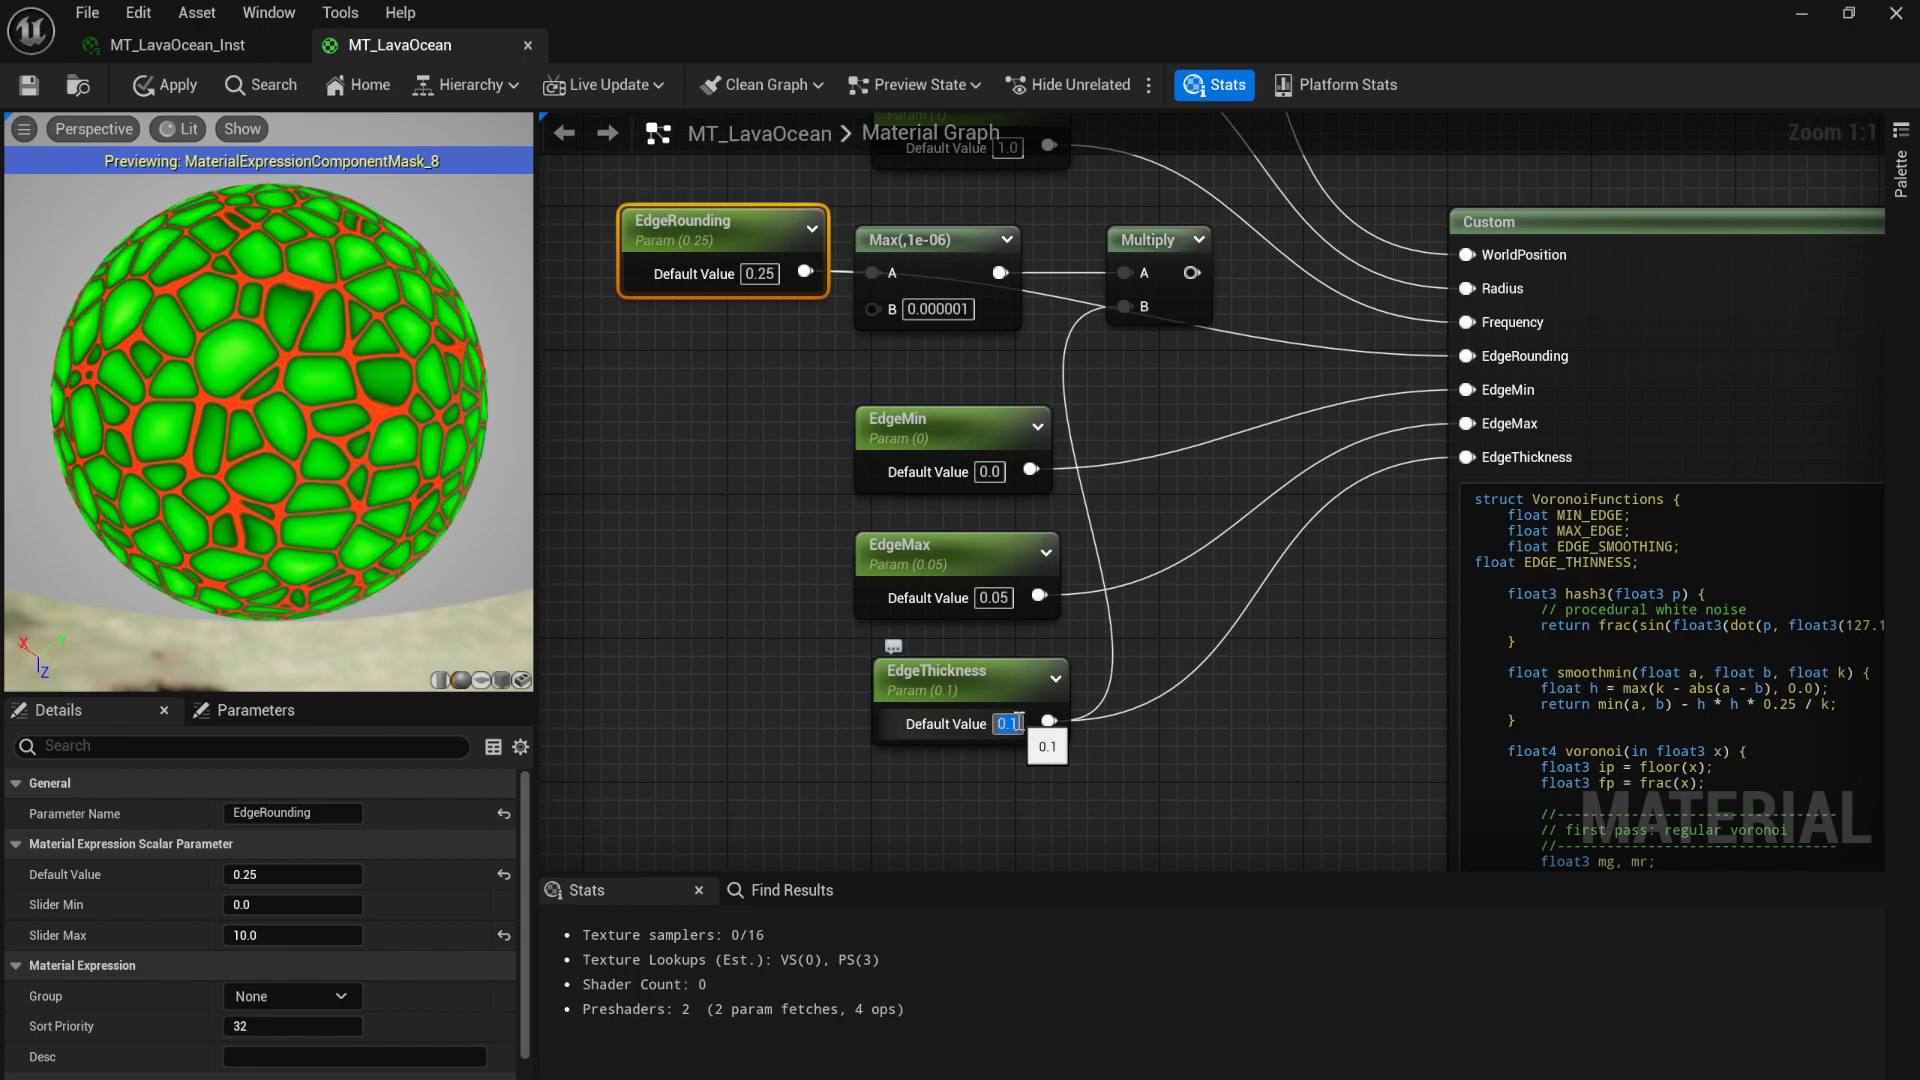 File Edit Asset Window Tools Help
MT_LavaOcean_Inst
MT_LavaOcean
Apply Search Home Hierarchy Live Update Clean Graph Preview State Hide Unrelated Stats Platform Stats
Perspective Lit Show
Previewing: MaterialExpressionComponentMask_8
X
Y
Z
MT_LavaOcean Material Graph
Zoom 1:1
Palette
Param (1)
Default Value 1.0
EdgeRounding
Param (0.25)
Default Value 0.25
Max(,1e-06)
A
B 0.000001
Multiply
A
B
EdgeMin
Param (0)
Default Value 0.0
EdgeMax
Param (0.05)
Default Value 0.05
EdgeThickness
Param (0.1)
Default Value 0.1
0.1
Custom
WorldPosition
Radius
Frequency
EdgeRounding
EdgeMin
EdgeMax
EdgeThickness
struct VoronoiFunctions {
float MIN_EDGE;
float MAX_EDGE;
float EDGE_SMOOTHING;
float EDGE_THINNESS;
float3 hash3(float3 p) {
// procedural white noise
return frac(sin(float3(dot(p, float3(127.1
}
float smoothmin(float a, float b, float k) {
float h = max(k - abs(a - b), 0.0);
return min(a, b) - h * h * 0.25 / k;
}
float4 voronoi(in float3 x) {
float3 ip = floor(x);
float3 fp = frac(x);
//----------------------------------
// first pass: regular voronoi
//----------------------------------
float3 mg, mr;
MATERIAL
Details
Parameters
Search
General
Parameter Name EdgeRounding
Material Expression Scalar Parameter
Default Value 0.25
Slider Min 0.0
Slider Max 10.0
Material Expression
Group None
Sort Priority 32
Desc
Stats
Find Results
• Texture samplers: 0/16
• Texture Lookups (Est.): VS(0), PS(3)
• Shader Count: 0
• Preshaders: 2 (2 param fetches, 4 ops)